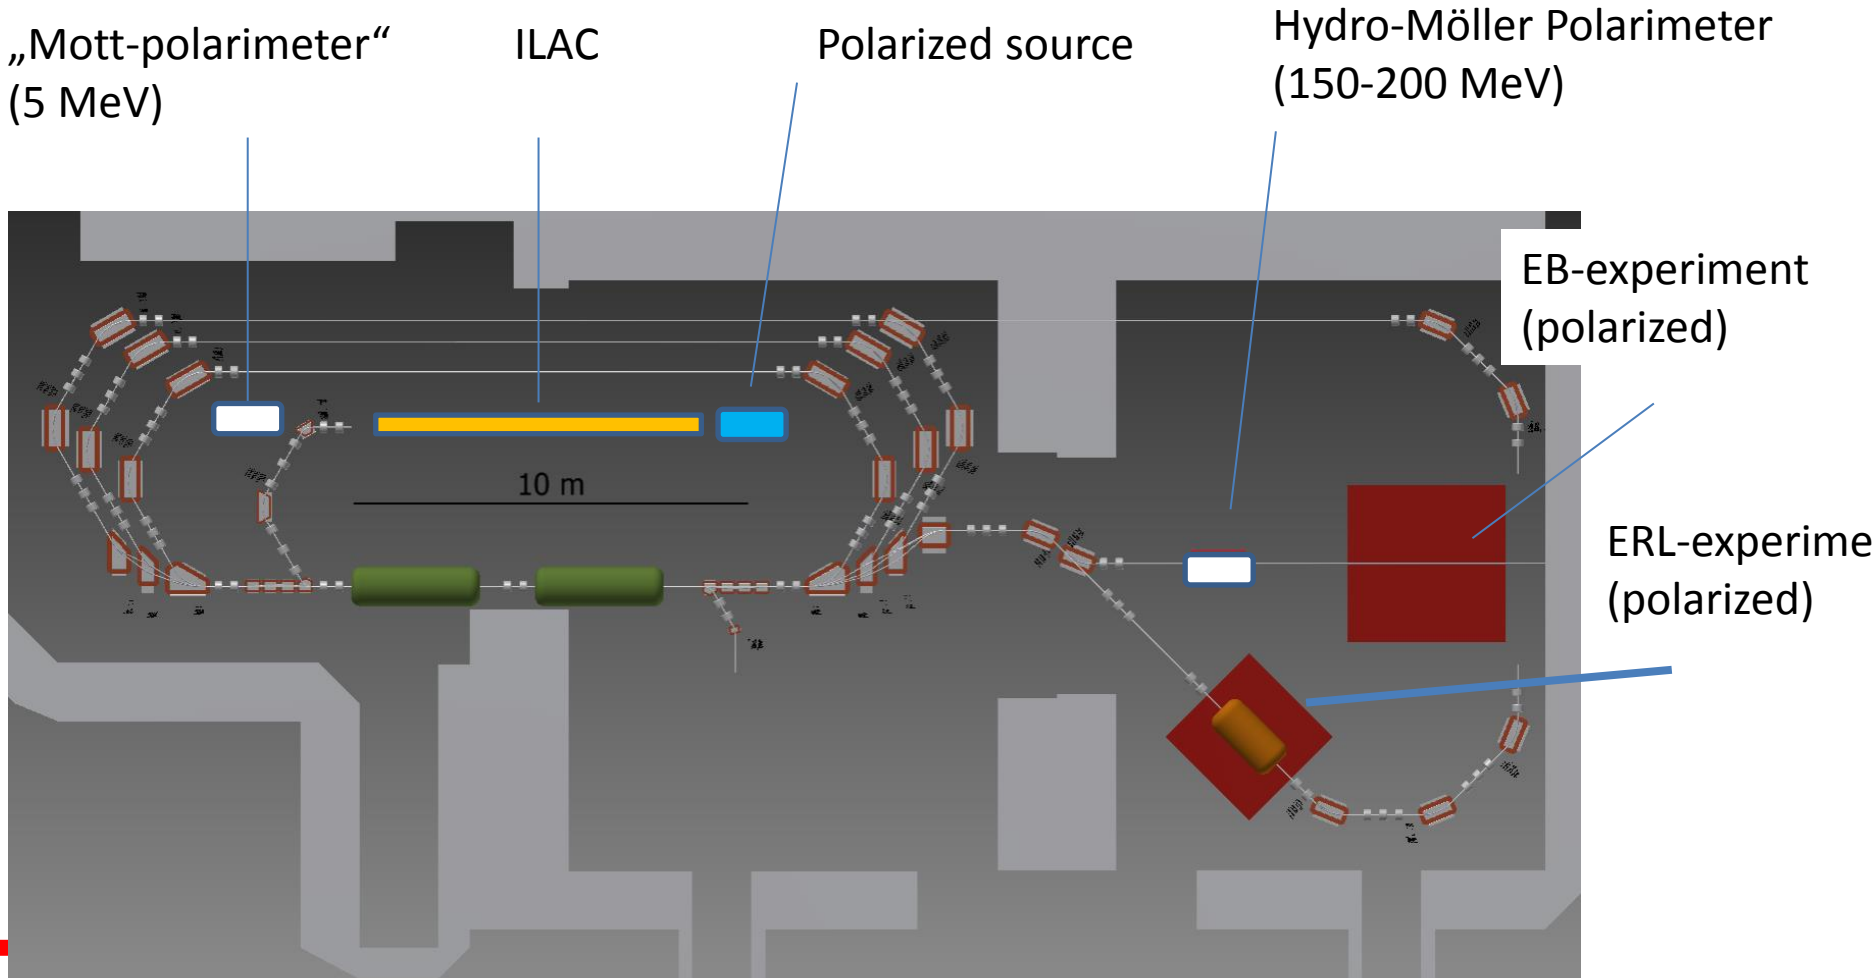 „Mott-polarimeter“
(5 MeV)
ILAC
Polarized source
Hydro-Möller Polarimeter
(150-200 MeV)
EB-experiment
(polarized)
10 m
ERL-experime
(polarized)